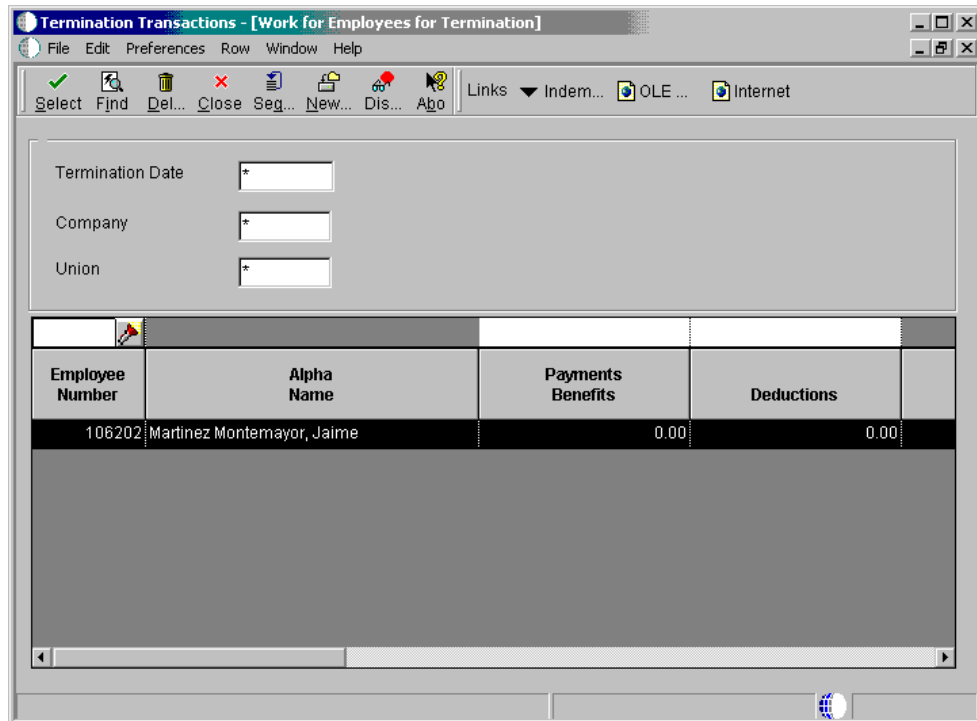 Termination Transactions - [Work for Employees for Termination]
File Edit Preferences Row Window Help
Select Find Del... Close Seq... New... Dis... Abo Links Indem... OLE ... Internet
Termination Date *
Company *
Union *
Employee Number Alpha Name Payments Benefits Deductions
106202 Martinez Montemayor, Jaime 0.00 0.00